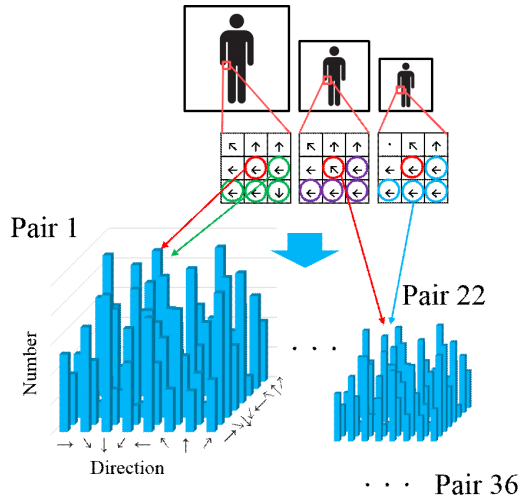 Pair 1
Pair 22
Number
. . .
Direction
. . . Pair 36